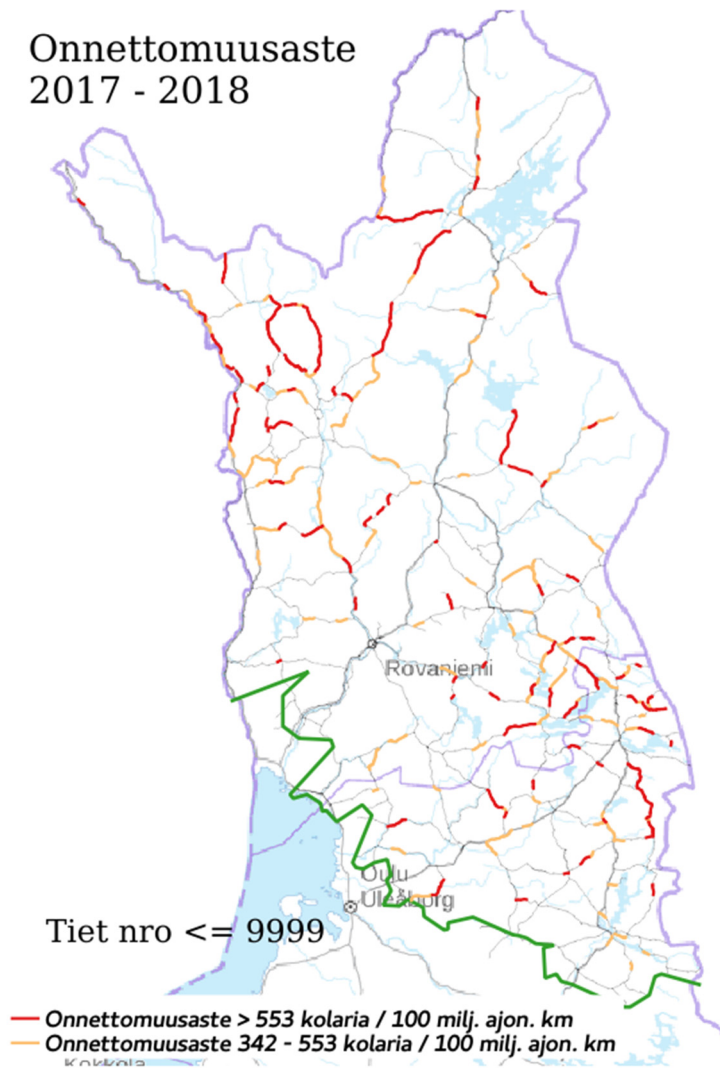 Onnettomuusaste
2017 - 2018
Rovaniemi
Oulu
Uleåborg
Tiet nro <= 9999
Onnettomuusaste > 553 kolaria / 100 milj. ajon. km
Onnettomuusaste 342 - 553 kolaria / 100 milj. ajon. km
Kokkola